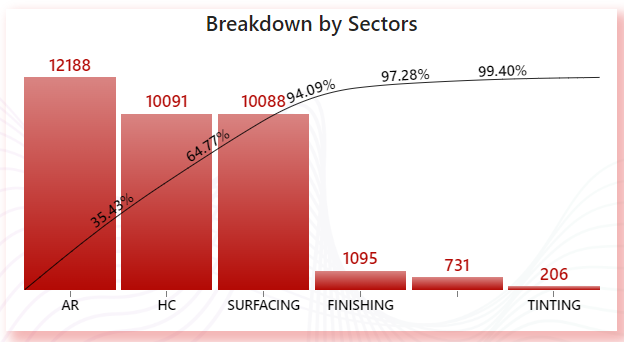 Breakdown by Sectors
12188
10091
10088
1095
731
206
35.43%
64.77%
94.09%
97.28%
99.40%
AR
HC
SURFACING
FINISHING
TINTING